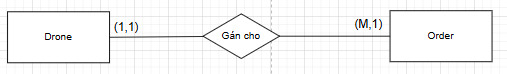 Drone
(1,1)
Gán cho
(M,1)
Order